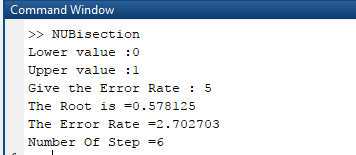 Command Window
>> NUBisection
Lower value :0
Upper value :1
Give the Error Rate : 5
The Root is =0.578125
The Error Rate =2.702703
Number Of Step =6